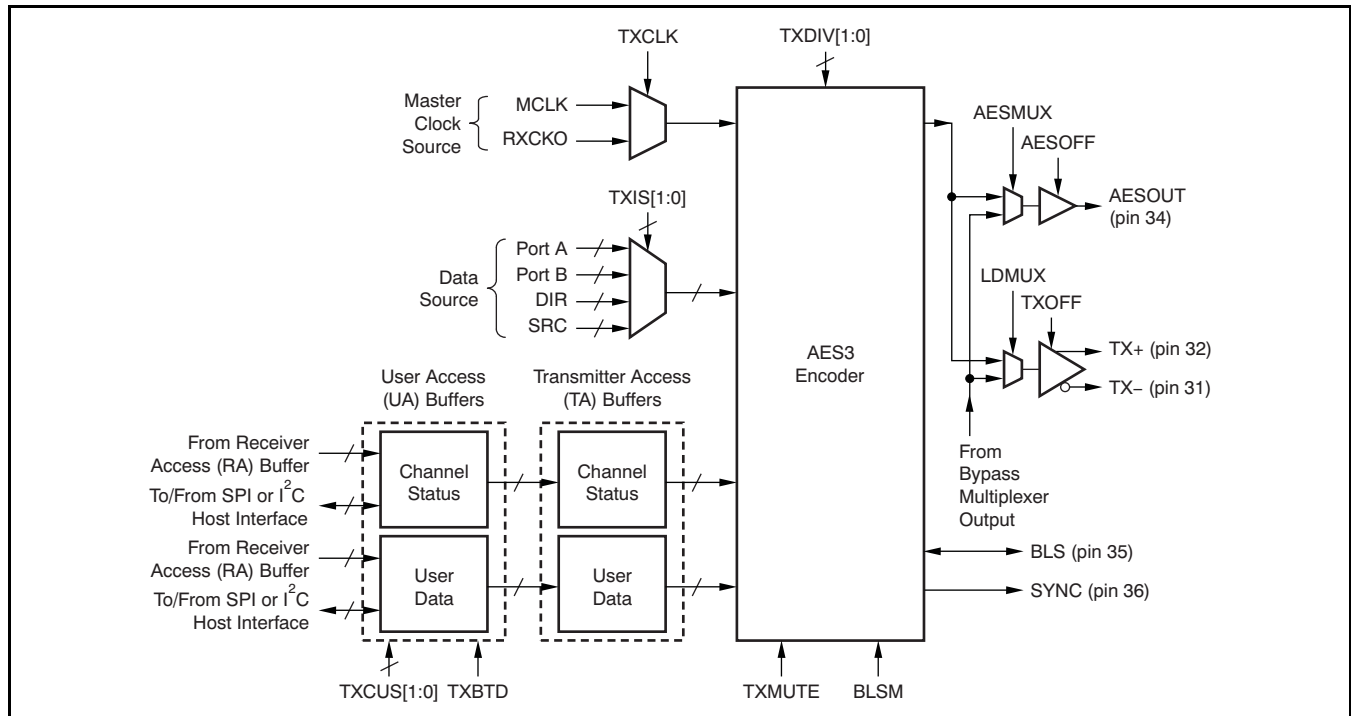 TXCLK
TXDIV[1:0]
Master
Clock
Source
MCLK
RXCKO
AESMUX
AESOFF
AESOUT
(pin 34)
TXIS[1:0]
Data
Source
Port A
Port B
DIR
SRC
LDMUX
TXOFF
TX+ (pin 32)
TX– (pin 31)
AES3
Encoder
User Access
(UA) Buffers
Transmitter Access
(TA) Buffers
From Receiver
Access (RA) Buffer
To/From SPI or I²C
Host Interface
From Receiver
Access (RA) Buffer
To/From SPI or I²C
Host Interface
Channel
Status
Channel
Status
User
Data
User
Data
From
Bypass
Multiplexer
Output
BLS (pin 35)
SYNC (pin 36)
TXCUS[1:0]
TXBTD
TXMUTE
BLSM